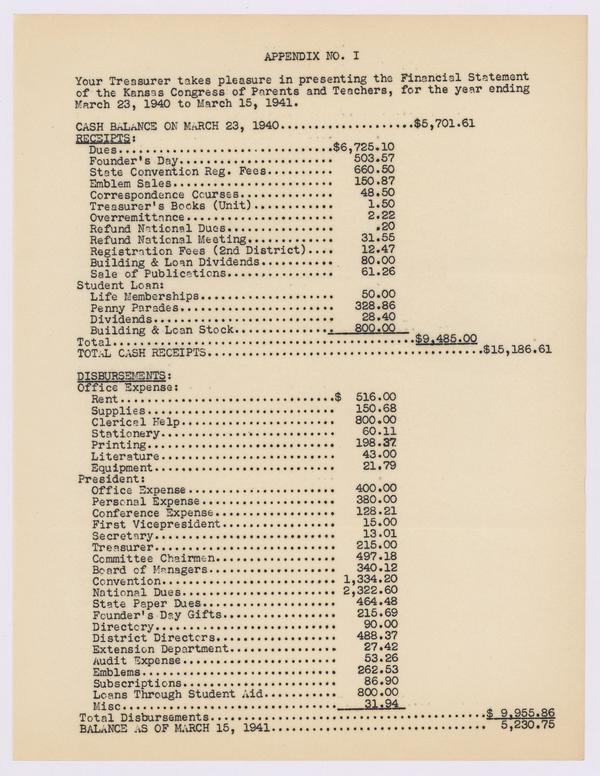 APPENDIX NO. I
Your Treasurer takes pleasure in presenting the Financial Statement
of the Kansas Congress of Parents and Teachers, for the year ending
March 23, 1940 to March 15, 1941.
CASH BALANCE ON MARCH 23, 1940...................$5,701.61
RECEIPTS:
Dues...................................$6,725.10
Founder's Day...................... 503.57
State Convention Reg. Fees.......... 660.50
Emblem Sales....................... 150.87
Correspondence Courses............. 48.50
Treasurer's Books (Unit)............ 1.50
Overremittance..................... 2.22
Refund National Dues............... .20
Refund National Meeting............. 31.55
Registration Fees (2nd District).... 12.47
Building & Loan Dividends........... 80.00
Sale of Publications................ 61.26
Student Loan:
Life Memberships................... 50.00
Penny Parades...................... 328.86
Dividends.......................... 28.40
Building & Loan Stock............... 800.00
Total...........................................$9,485.00
TOTAL CASH RECEIPTS.......................................$15,186.61
DISBURSEMENTS:
Office Expense:
Rent...............................$ 516.00
Supplies........................... 150.68
Clerical Help...................... 800.00
Stationery......................... 60.11
Printing........................... 198.37
Literature......................... 43.00
Equipment.......................... 21.79
President:
Office Expense..................... 400.00
Personal Expense................... 380.00
Conference Expense................. 128.21
First Vicepresident................ 15.00
Secretary.......................... 13.01
Treasurer.......................... 215.00
Committee Chairmen................. 497.18
Board of Managers.................. 340.12
Convention......................... 1,334.20
National Dues...................... 2,322.60
State Paper Dues................... 464.48
Founder's Day Gifts................ 215.69
Directory.......................... 90.00
District Directors................. 488.37
Extension Department............... 27.42
Audit Expense...................... 53.26
Emblems............................ 262.53
Subscriptions...................... 86.90
Loans Through Student Aid.......... 800.00
Misc............................... 31.94
Total Disbursements........................................$ 9,955.86
BALANCE AS OF MARCH 15, 1941............................... 5,230.75